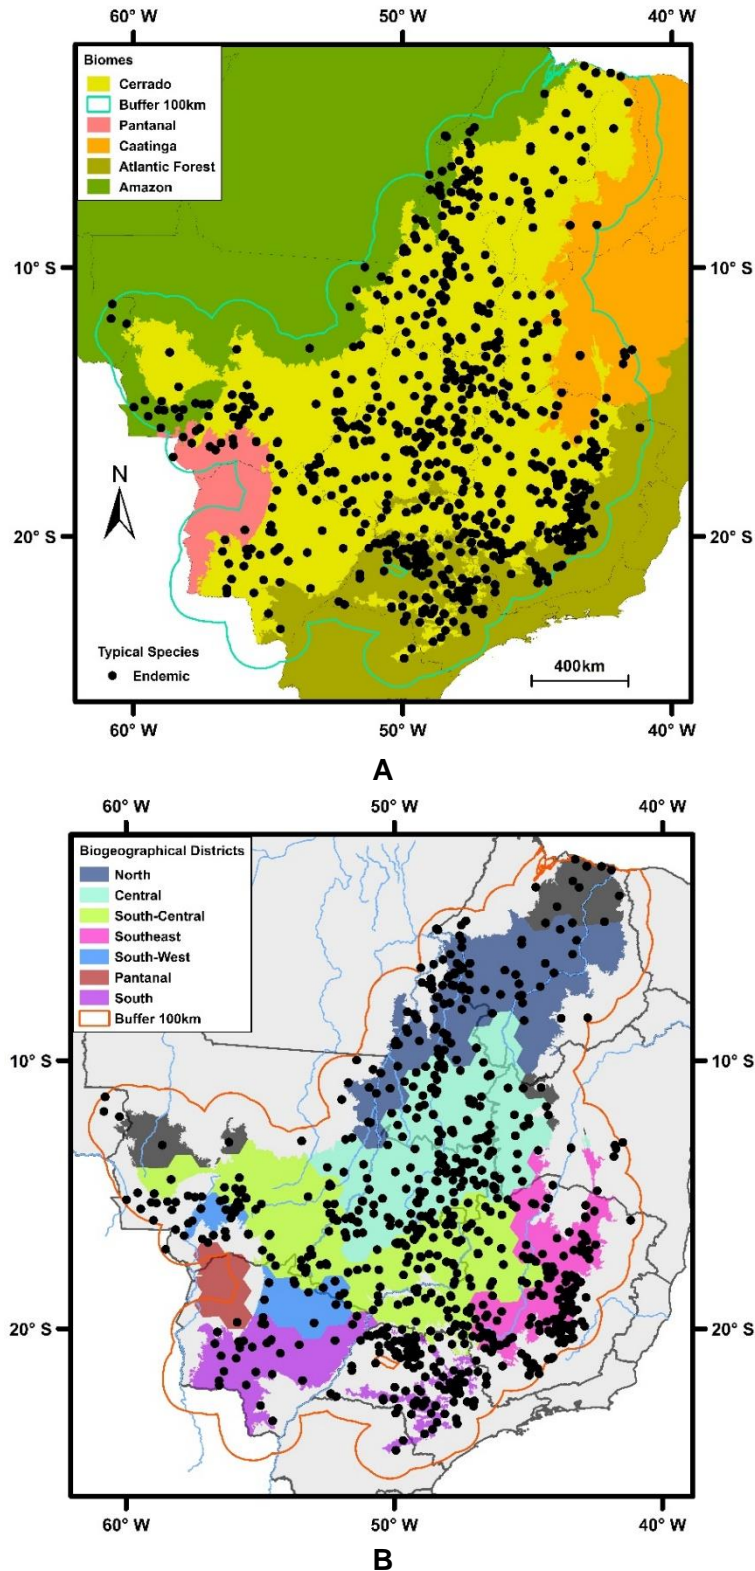 60° W
50° W
40° W
Biomes
Cerrado
Buffer 100km
Pantanal
Caatinga
Atlantic Forest
Amazon
10° S
10° S
N
20° S
20° S
Typical Species
Endemic
400km
60° W
50° W
40° W
A
60° W
50° W
40° W
Biogeographical Districts
North
Central
South-Central
Southeast
South-West
Pantanal
South
Buffer 100km
10° S
10° S
20° S
20° S
60° W
50° W
40° W
B